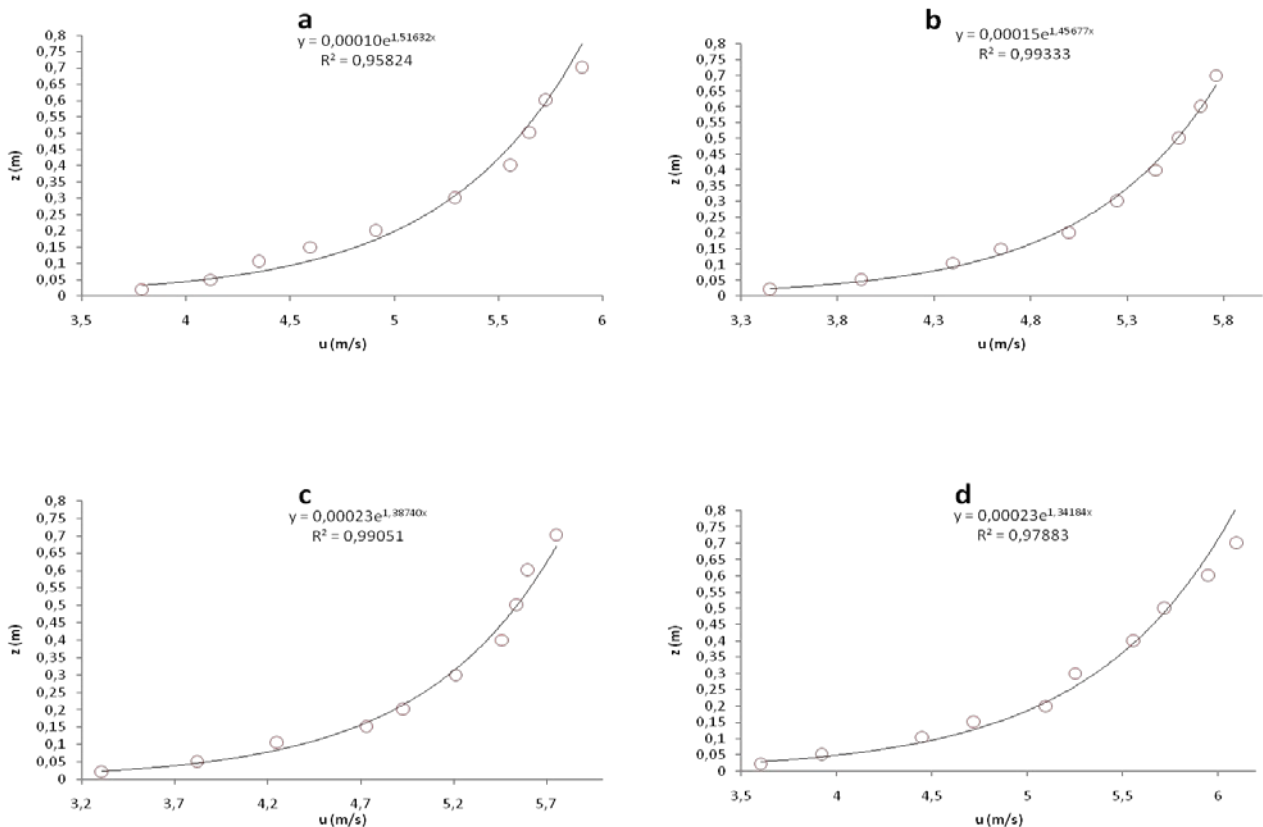 a
y = 0,00010e^1,51632x
R² = 0,95824
0,8
0,75
0,7
0,65
0,6
0,55
0,5
0,45
0,4
0,35
0,3
0,25
0,2
0,15
0,1
0,05
0
z (m)
3,5 4 4,5 5 5,5 6
u (m/s)
b
y = 0,00015e^1,45677x
R² = 0,99333
0,8
0,75
0,7
0,65
0,6
0,55
0,5
0,45
0,4
0,35
0,3
0,25
0,2
0,15
0,1
0,05
0
z (m)
3,3 3,8 4,3 4,8 5,3 5,8
u (m/s)
c
y = 0,00023e^1,38740x
R² = 0,99051
0,8
0,75
0,7
0,65
0,6
0,55
0,5
0,45
0,4
0,35
0,3
0,25
0,2
0,15
0,1
0,05
0
z (m)
3,2 3,7 4,2 4,7 5,2 5,7
u (m/s)
d
y = 0,00023e^1,34184x
R² = 0,97883
0,8
0,75
0,7
0,65
0,6
0,55
0,5
0,45
0,4
0,35
0,3
0,25
0,2
0,15
0,1
0,05
0
z (m)
3,5 4 4,5 5 5,5 6
u (m/s)